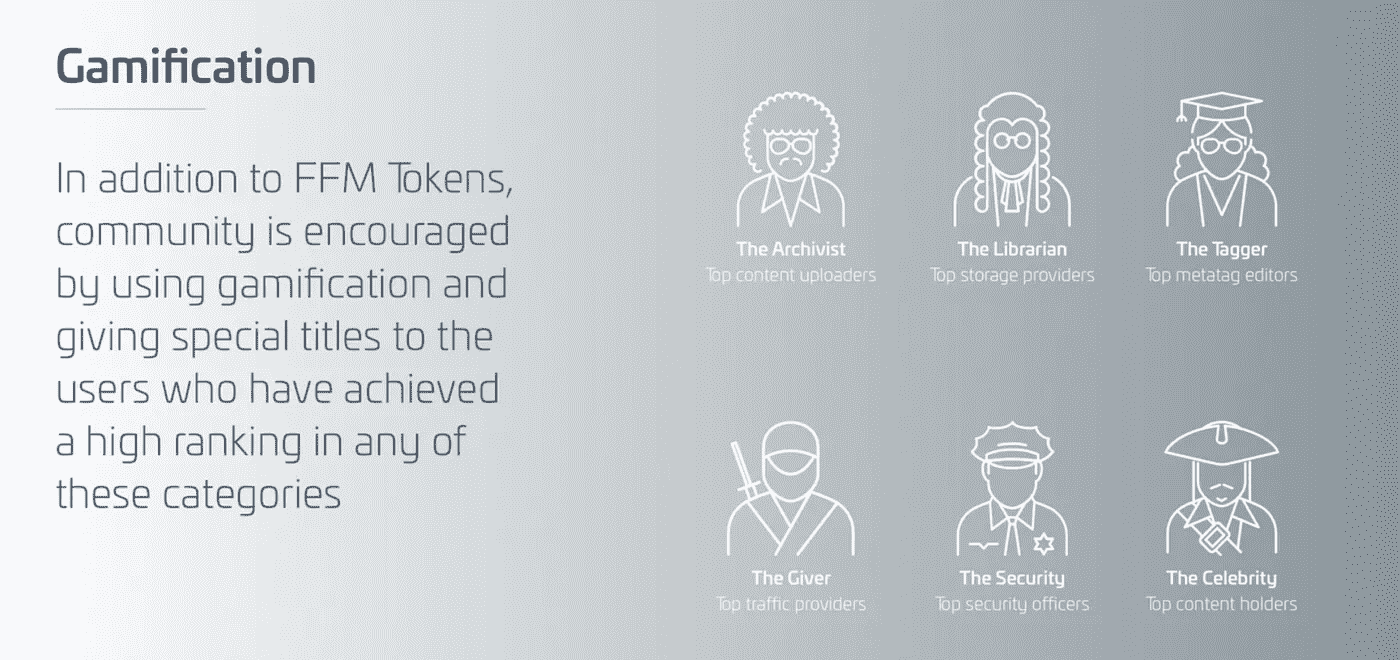 Gamification
In addition to FFM Tokens,
community is encouraged
by using gamification and
giving special titles to the
users who have achieved
a high ranking in any of
these categories
The Archivist
Top content uploaders
The Librarian
Top storage providers
The Tagger
Top metatag editors
The Giver
Top traffic providers
The Security
Top security officers
The Celebrity
Top content holders